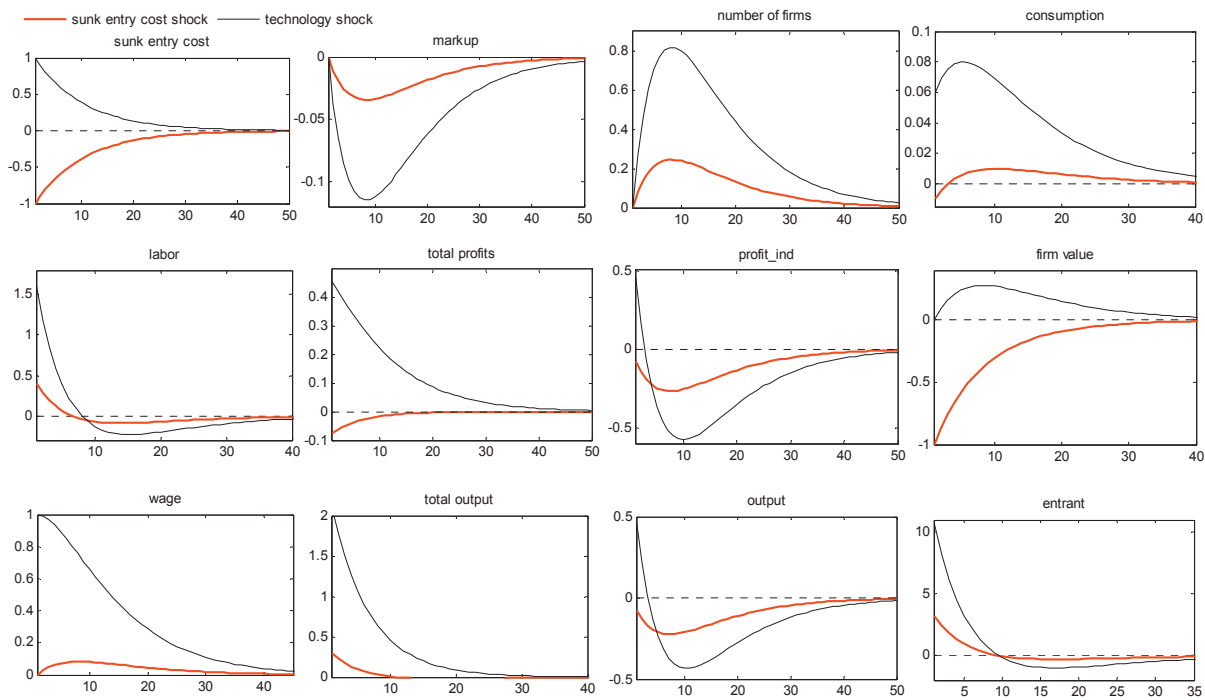 sunk entry cost shock technology shock
sunk entry cost
markup
number of firms
consumption
1
0.5
0
-0.5
-1
10 20 30 40 50
0
-0.05
-0.1
10 20 30 40 50
0.8
0.6
0.4
0.2
0
10 20 30 40 50
0.1
0.08
0.06
0.04
0.02
0
10 20 30 40
labor
total profits
profit_ind
firm value
1.5
1
0.5
0
10 20 30 40
0.4
0.3
0.2
0.1
0
-0.1
10 20 30 40 50
0.5
0
-0.5
10 20 30 40 50
0
-0.5
-1
10 20 30 40
wage
total output
output
entrant
1
0.8
0.6
0.4
0.2
0
10 20 30 40
2
1.5
1
0.5
0
10 20 30 40
0.5
0
-0.5
10 20 30 40 50
10
5
0
5 10 15 20 25 30 35